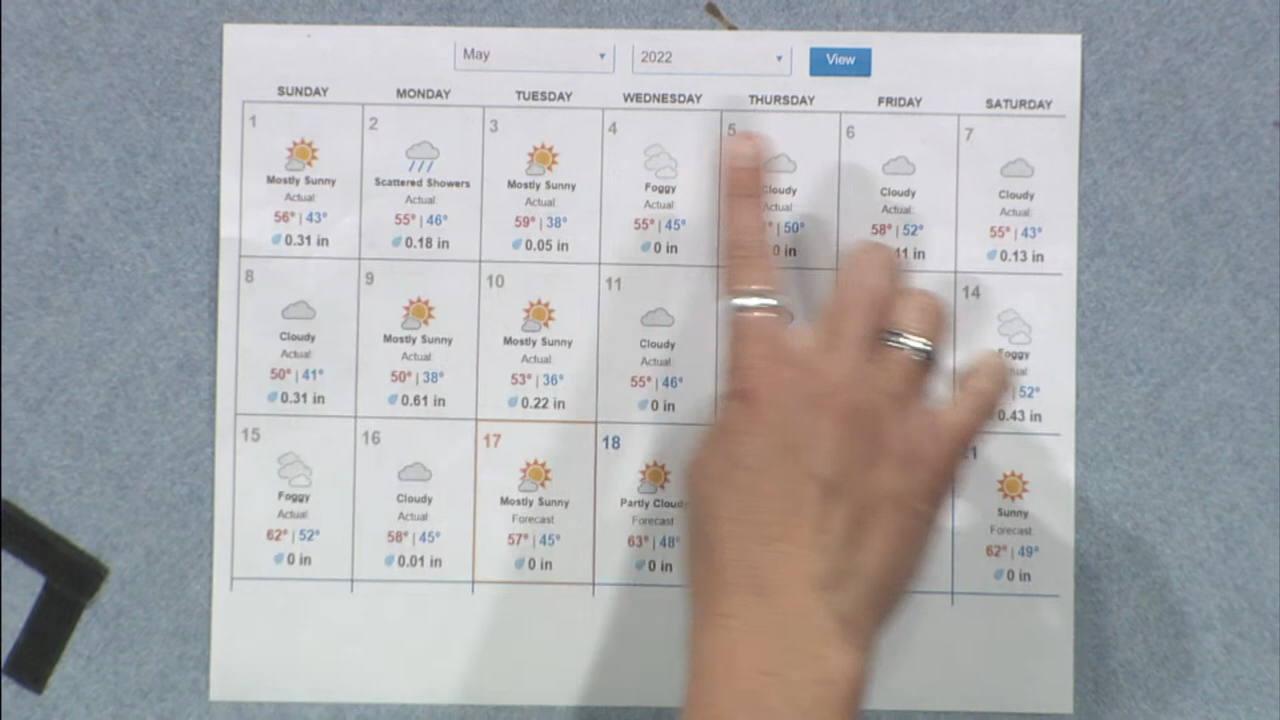 May 2022 View
SUNDAY MONDAY TUESDAY WEDNESDAY THURSDAY FRIDAY SATURDAY
1 2 3 4 5 6 7
Mostly Sunny Scattered Showers Mostly Sunny Foggy Cloudy Cloudy Cloudy
Actual Actual Actual Actual Actual Actual Actual
56° | 43° 55° | 46° 59° | 38° 55° | 45° | 50° 58° | 52° 55° | 43°
0.31 in 0.18 in 0.05 in 0 in 0 in in 0.13 in
8 9 10 11 14
Cloudy Mostly Sunny Mostly Sunny Cloudy Foggy
Actual Actual Actual Actual
50° | 41° 50° | 38° 53° | 36° 55° | 46° 52°
0.31 in 0.61 in 0.22 in 0 in 0.43 in
15 16 17 18
Foggy Cloudy Mostly Sunny Partly Cloudy Sunny
Actual Actual Forecast Forecast Forecast
62° | 52° 58° | 45° 57° | 45° 63° | 48° 62° | 49°
0 in 0.01 in 0 in 0 in 0 in